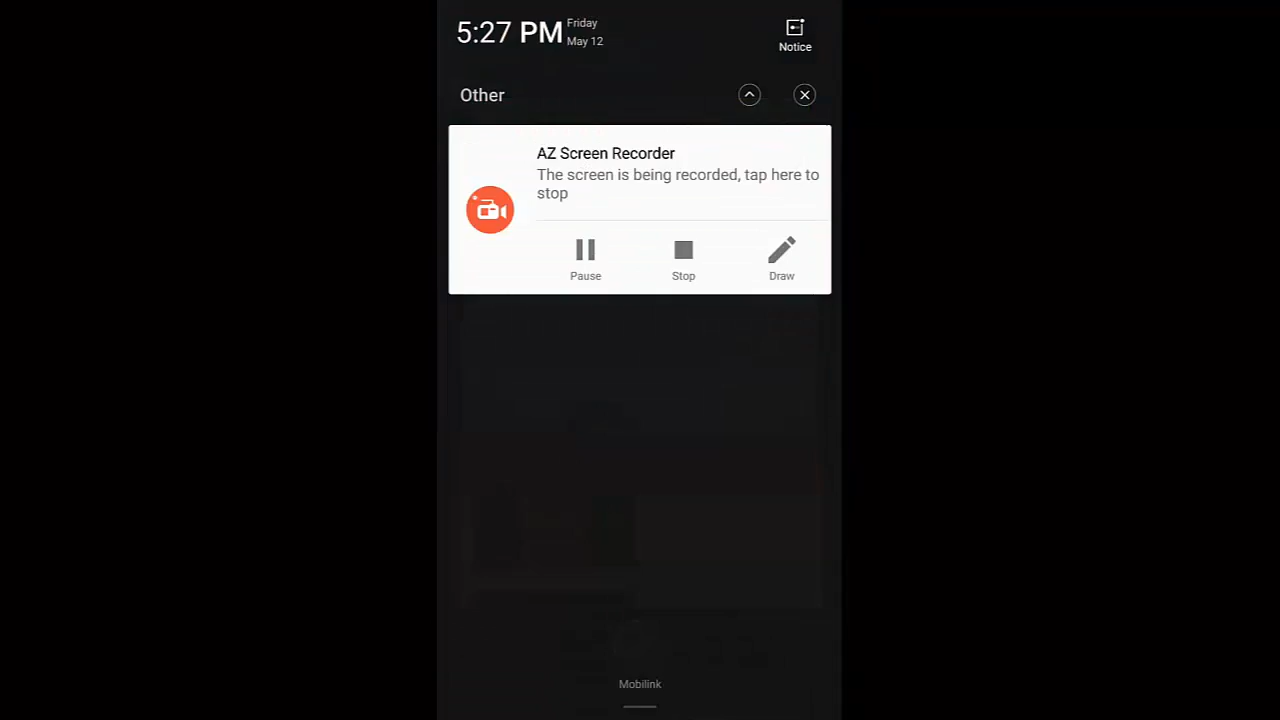 5:27 PM
Friday
May 12
Notice
Other
AZ Screen Recorder
The screen is being recorded, tap here to
stop
Pause
Stop
Draw
Mobilink